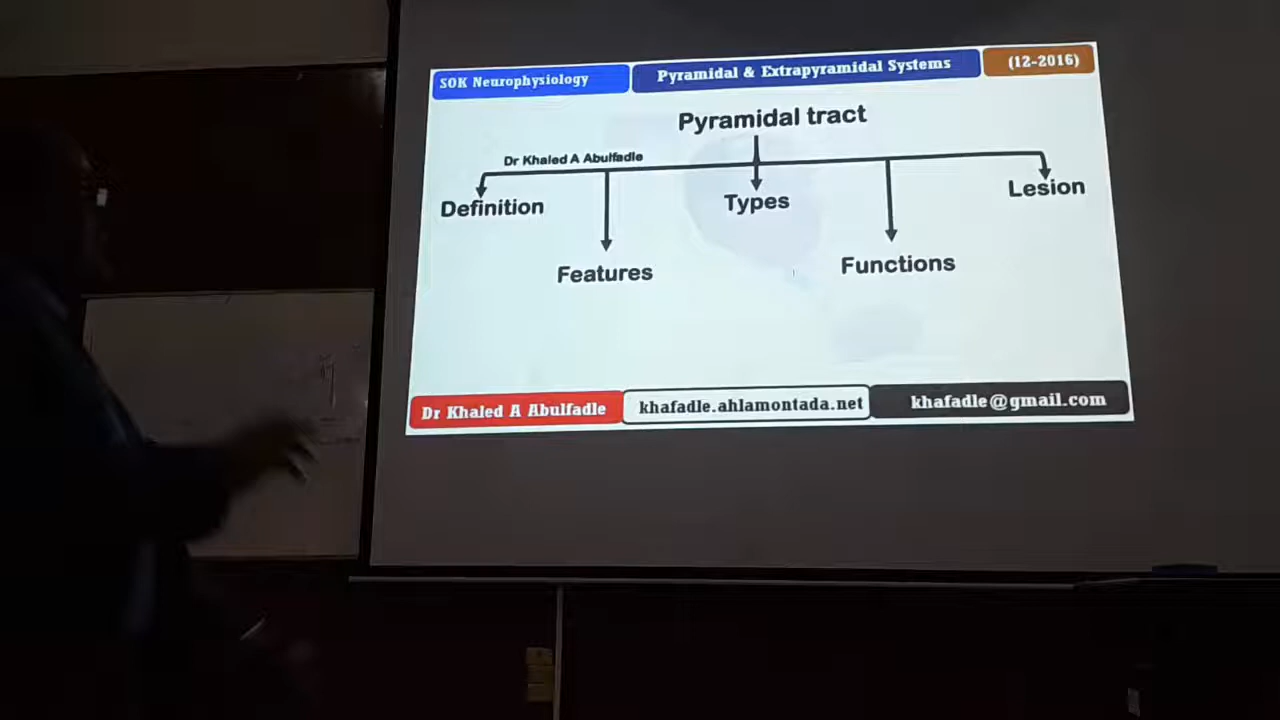 SOK Neurophysiology
Pyramidal & Extrapyramidal Systems
(12-2016)
Pyramidal tract
Dr Khaled A Abulfadle
Definition
Types
Lesion
Features
Functions
Dr Khaled A Abulfadle
khafadle.ahlamontada.net
khafadle@gmail.com